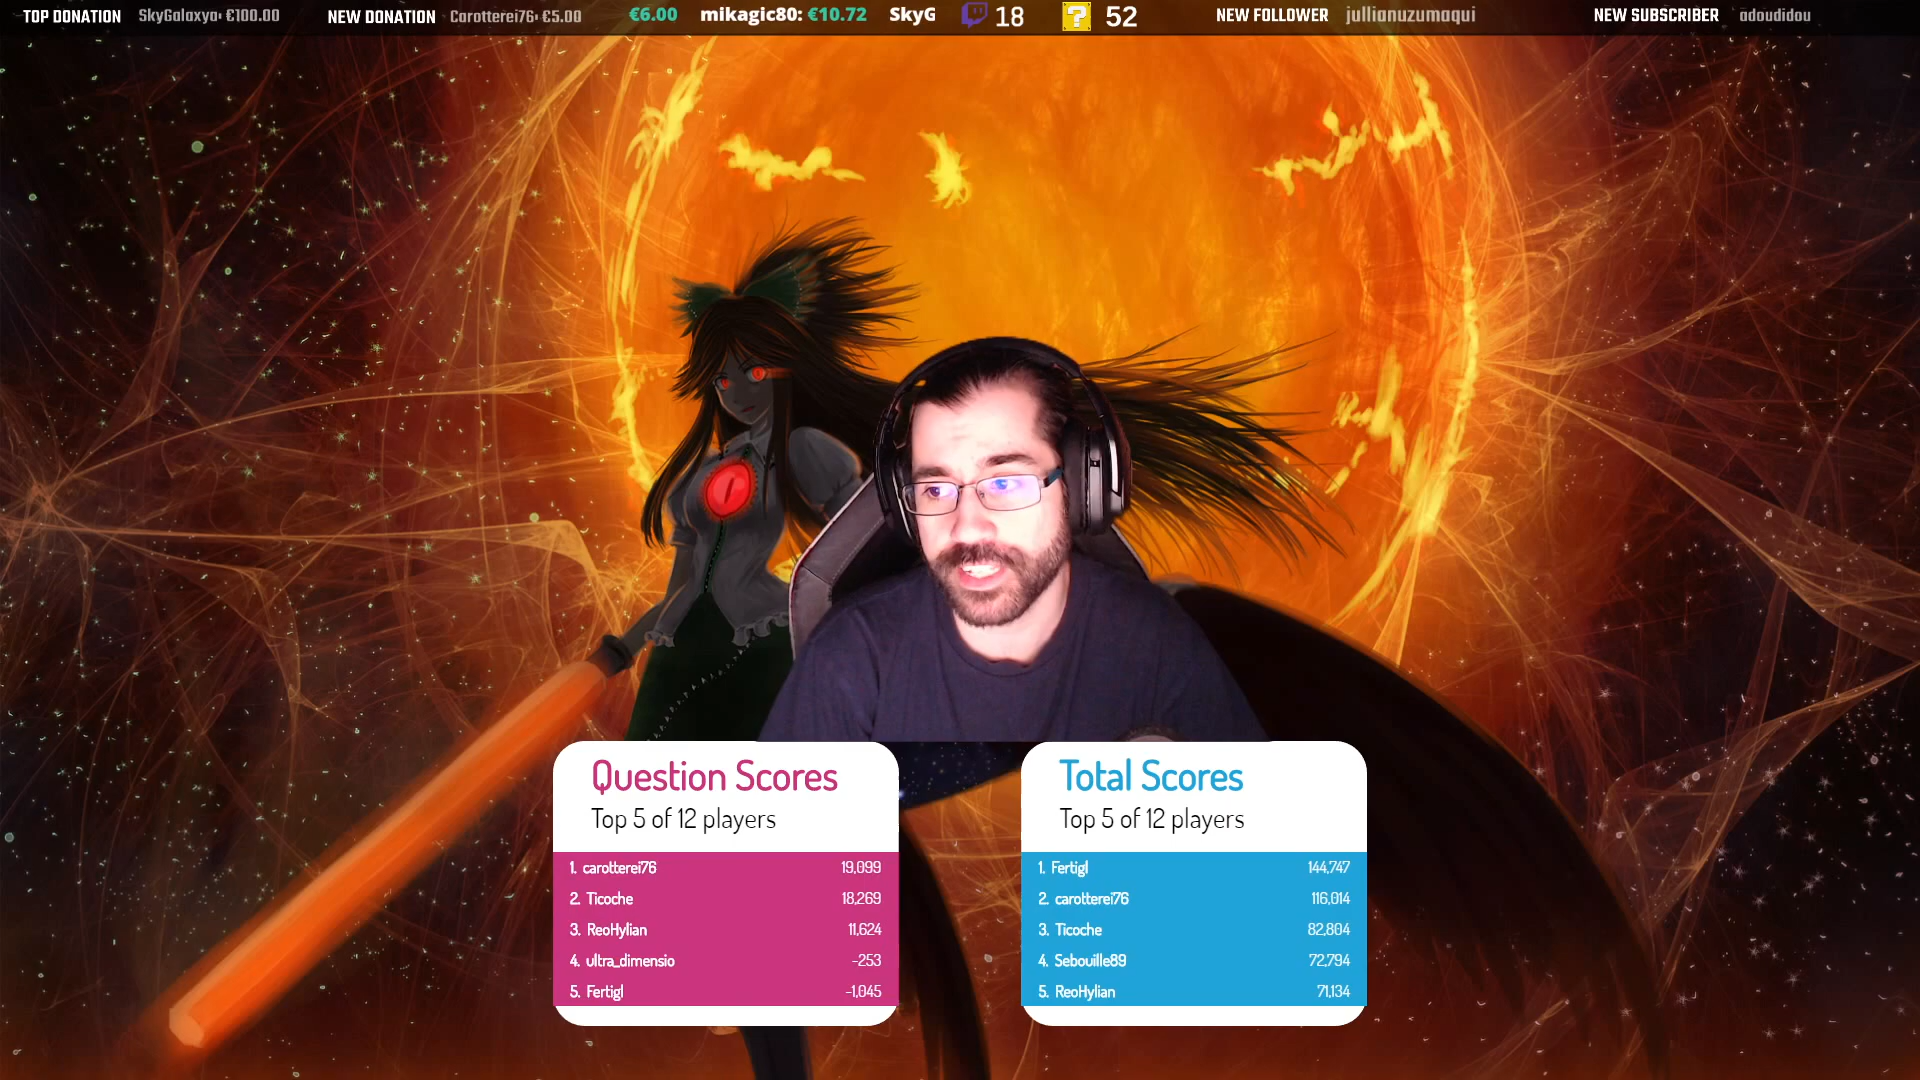 TOP DONATION SkyGalaxya: €100.00 NEW DONATION Carotterei76: €5.00 €6.00 mikagic80: €10.72 SkyG 18 ? 52 NEW FOLLOWER jullianuzumaqui NEW SUBSCRIBER adoudidou
Question Scores
Top 5 of 12 players
1. carotterei76 19,099
2. Ticoche 18,269
3. ReoHylian 11,624
4. ultra_dimensio -253
5. Fertigl -1,045
Total Scores
Top 5 of 12 players
1. Fertigl 144,747
2. carotterei76 116,014
3. Ticoche 82,804
4. Sebouille89 72,794
5. ReoHylian 71,134